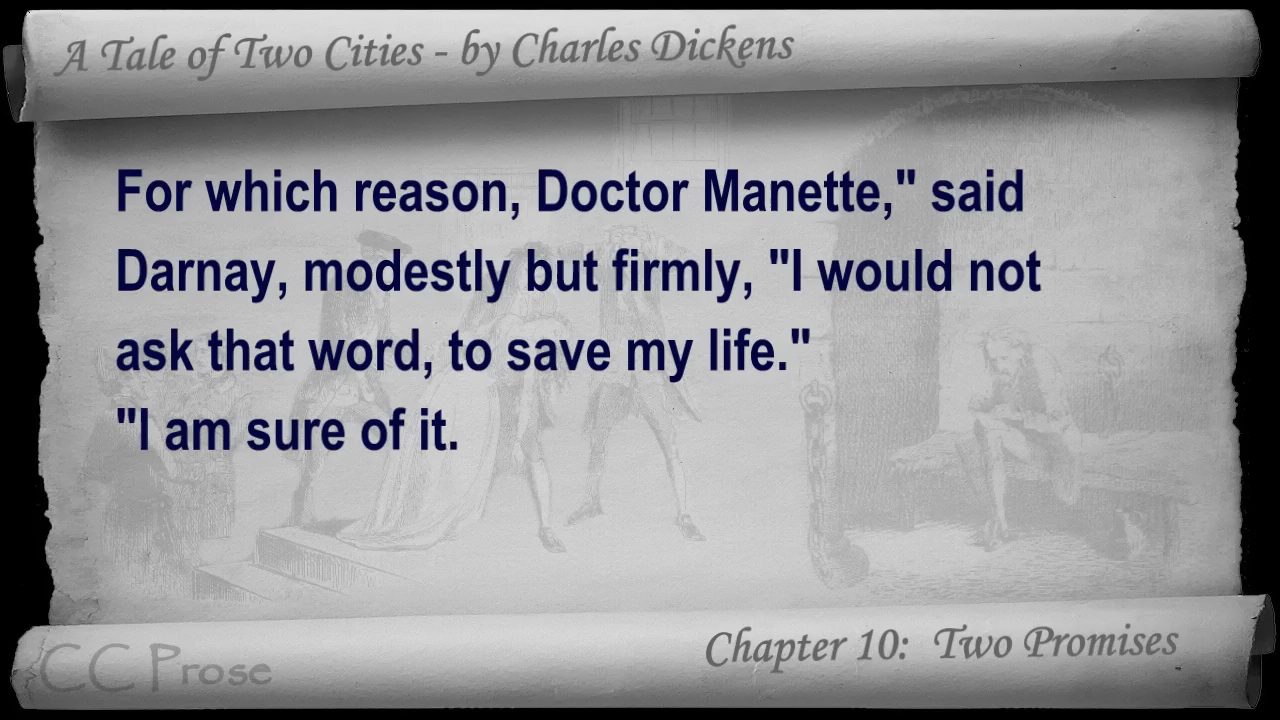 A Tale of Two Cities - by Charles Dickens
For which reason, Doctor Manette," said
Darnay, modestly but firmly, "I would not
ask that word, to save my life."
"I am sure of it.
CC Prose
Chapter 10: Two Promises